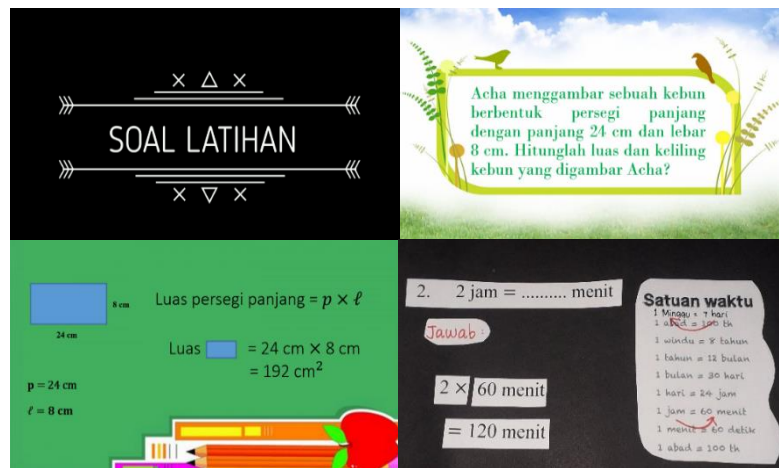 SOAL LATIHAN
Acha menggambar sebuah kebun
berbentuk persegi panjang
dengan panjang 24 cm dan lebar
8 cm. Hitunglah luas dan keliling
kebun yang digambar Acha?
8 cm
24 cm
p = 24 cm
ℓ = 8 cm
Luas persegi panjang = p × ℓ
Luas = 24 cm × 8 cm
= 192 cm²
2. 2 jam = .......... menit
Jawab :
2 × 60 menit
= 120 menit
Satuan waktu
1 Minggu = 7 hari
1 abad = 100 th
1 windu = 8 tahun
1 tahun = 12 bulan
1 bulan = 30 hari
1 hari = 24 jam
1 jam = 60 menit
1 menit = 60 detik
1 abad = 100 th